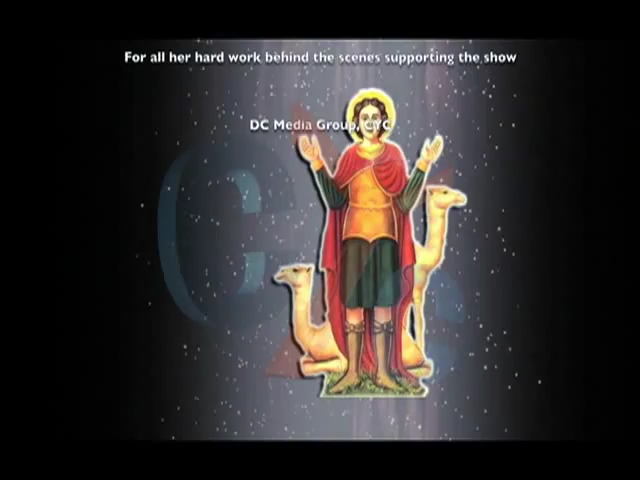 For all her hard work behind the scenes supporting the show
DC Media Group, CYC